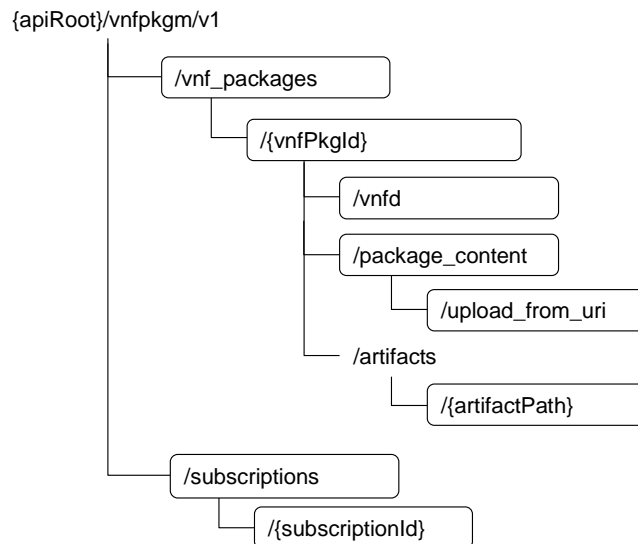 {apiRoot}/vnfpkgm/v1
/vnf_packages
/{vnfPkgId}
/vnfd
/package_content
/upload_from_uri
/artifacts
/{artifactPath}
/subscriptions
/{subscriptionId}